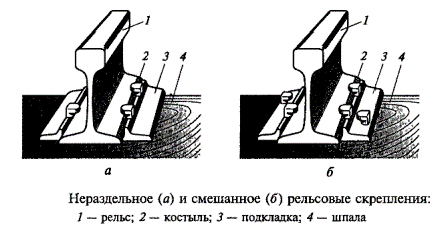 1 1
2 3 4 2 3 4
а б
Нераздельное (а) и смешанное (б) рельсовые скрепления:
1 — рельс; 2 — костыль; 3 — подкладка; 4 — шпала